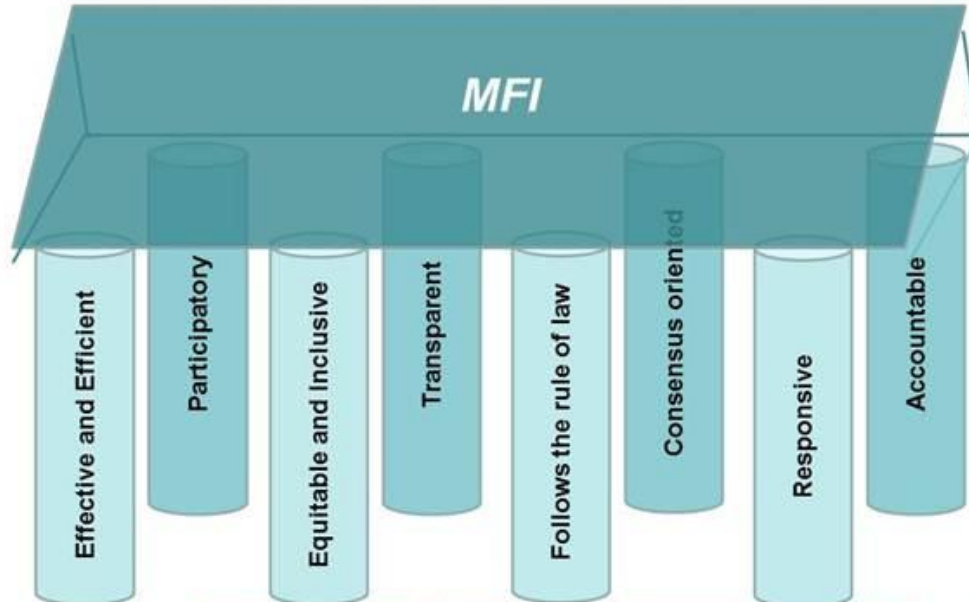 MFI
Effective and Efficient
Participatory
Equitable and Inclusive
Transparent
Follows the rule of law
Consensus oriented
Responsive
Accountable